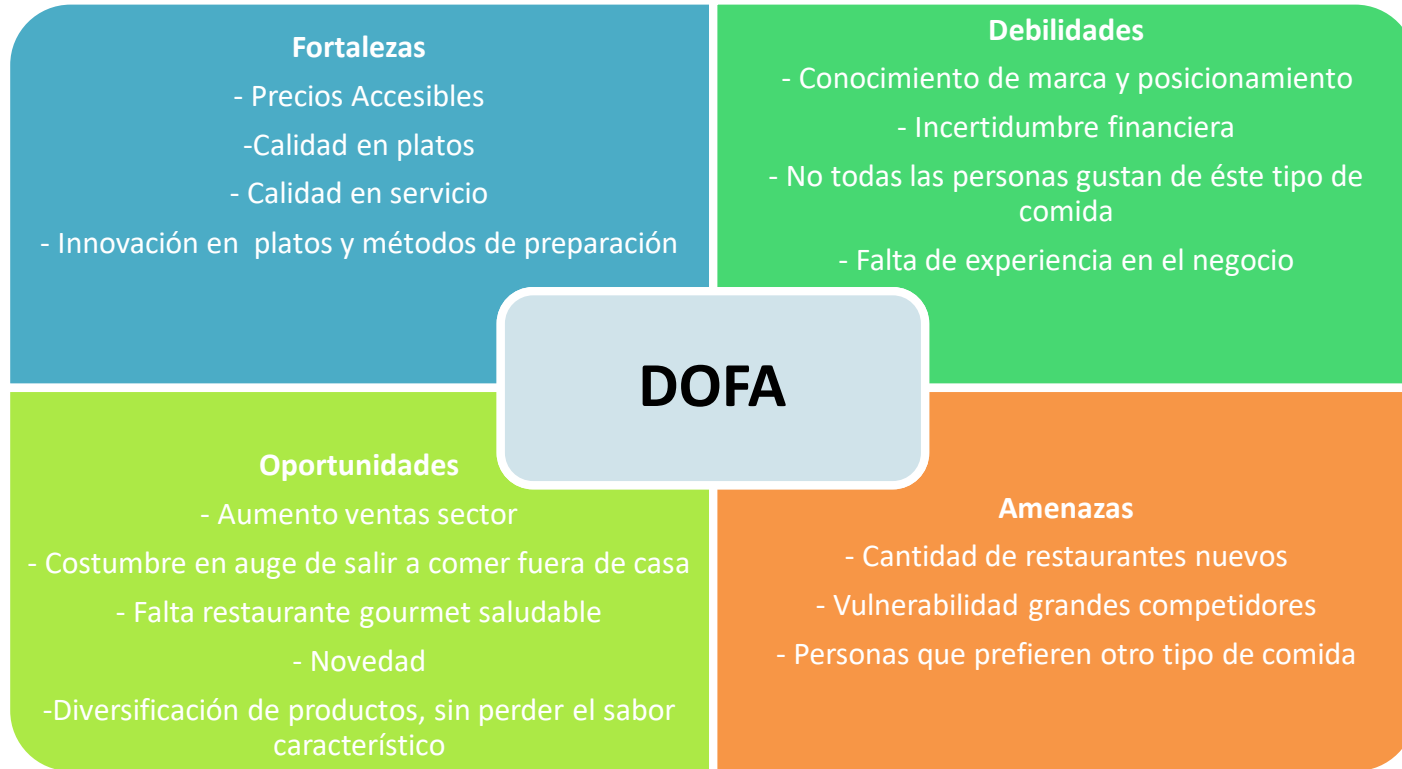 Fortalezas
- Precios Accesibles
-Calidad en platos
- Calidad en servicio
- Innovación en  platos y métodos de preparación
Debilidades
- Conocimiento de marca y posicionamiento
- Incertidumbre financiera
- No todas las personas gustan de éste tipo de
comida
- Falta de experiencia en el negocio
DOFA
Oportunidades
- Aumento ventas sector
- Costumbre en auge de salir a comer fuera de casa
- Falta restaurante gourmet saludable
- Novedad
-Diversificación de productos, sin perder el sabor
característico
Amenazas
- Cantidad de restaurantes nuevos
- Vulnerabilidad grandes competidores
- Personas que prefieren otro tipo de comida